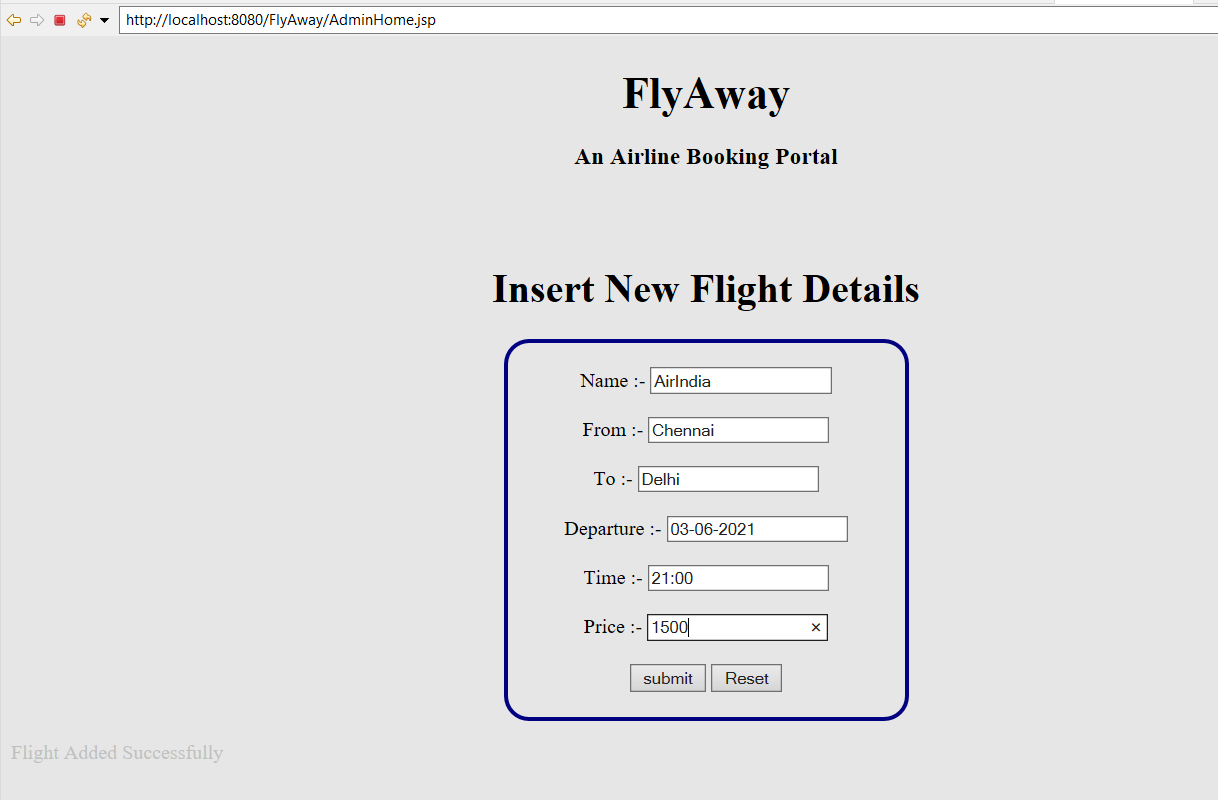 http://localhost:8080/FlyAway/AdminHome.jsp
FlyAway
An Airline Booking Portal
Insert New Flight Details
Name :- AirIndia
From :- Chennai
To :- Delhi
Departure :- 03-06-2021
Time :- 21:00
Price :- 1500 ×
submit Reset
Flight Added Successfully